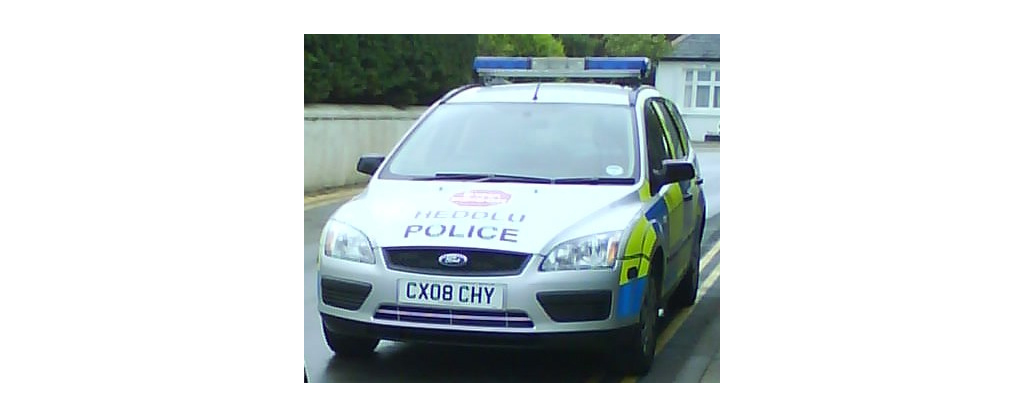 HEDDLU
POLICE
Ford
CX08 CHY